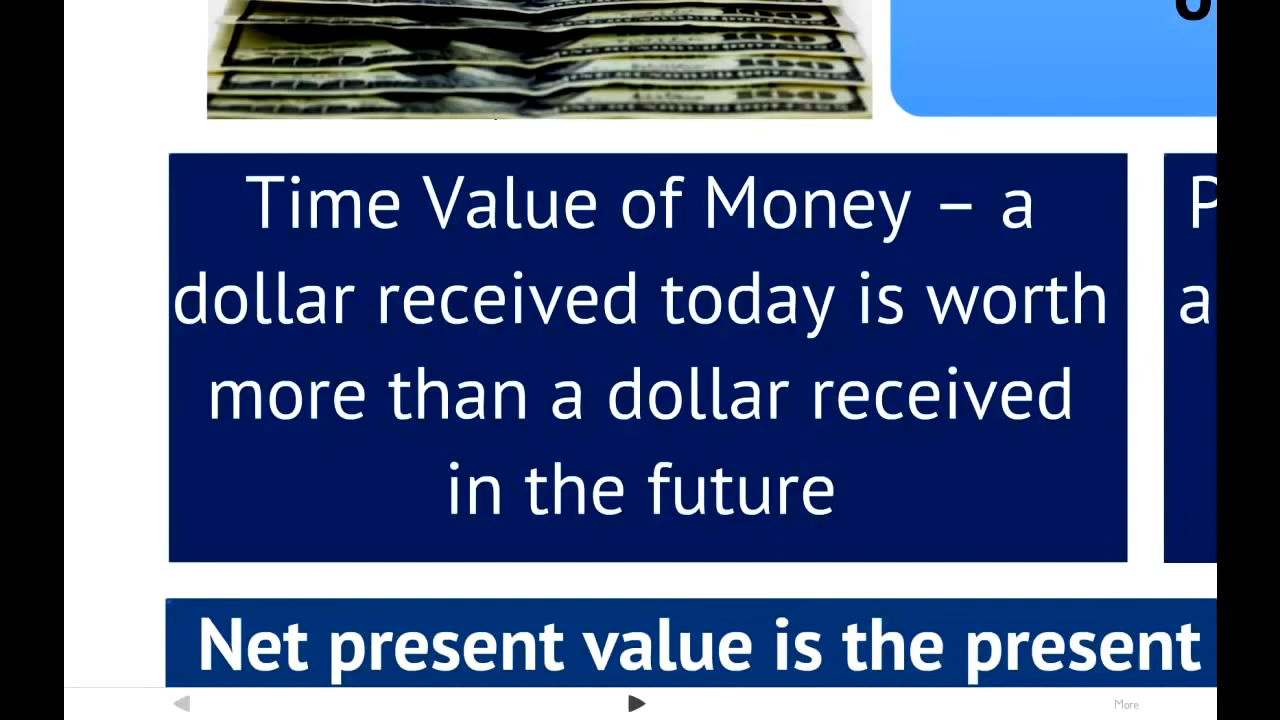 Time Value of Money – a
dollar received today is worth
more than a dollar received
in the future
P
a
Net present value is the present
More